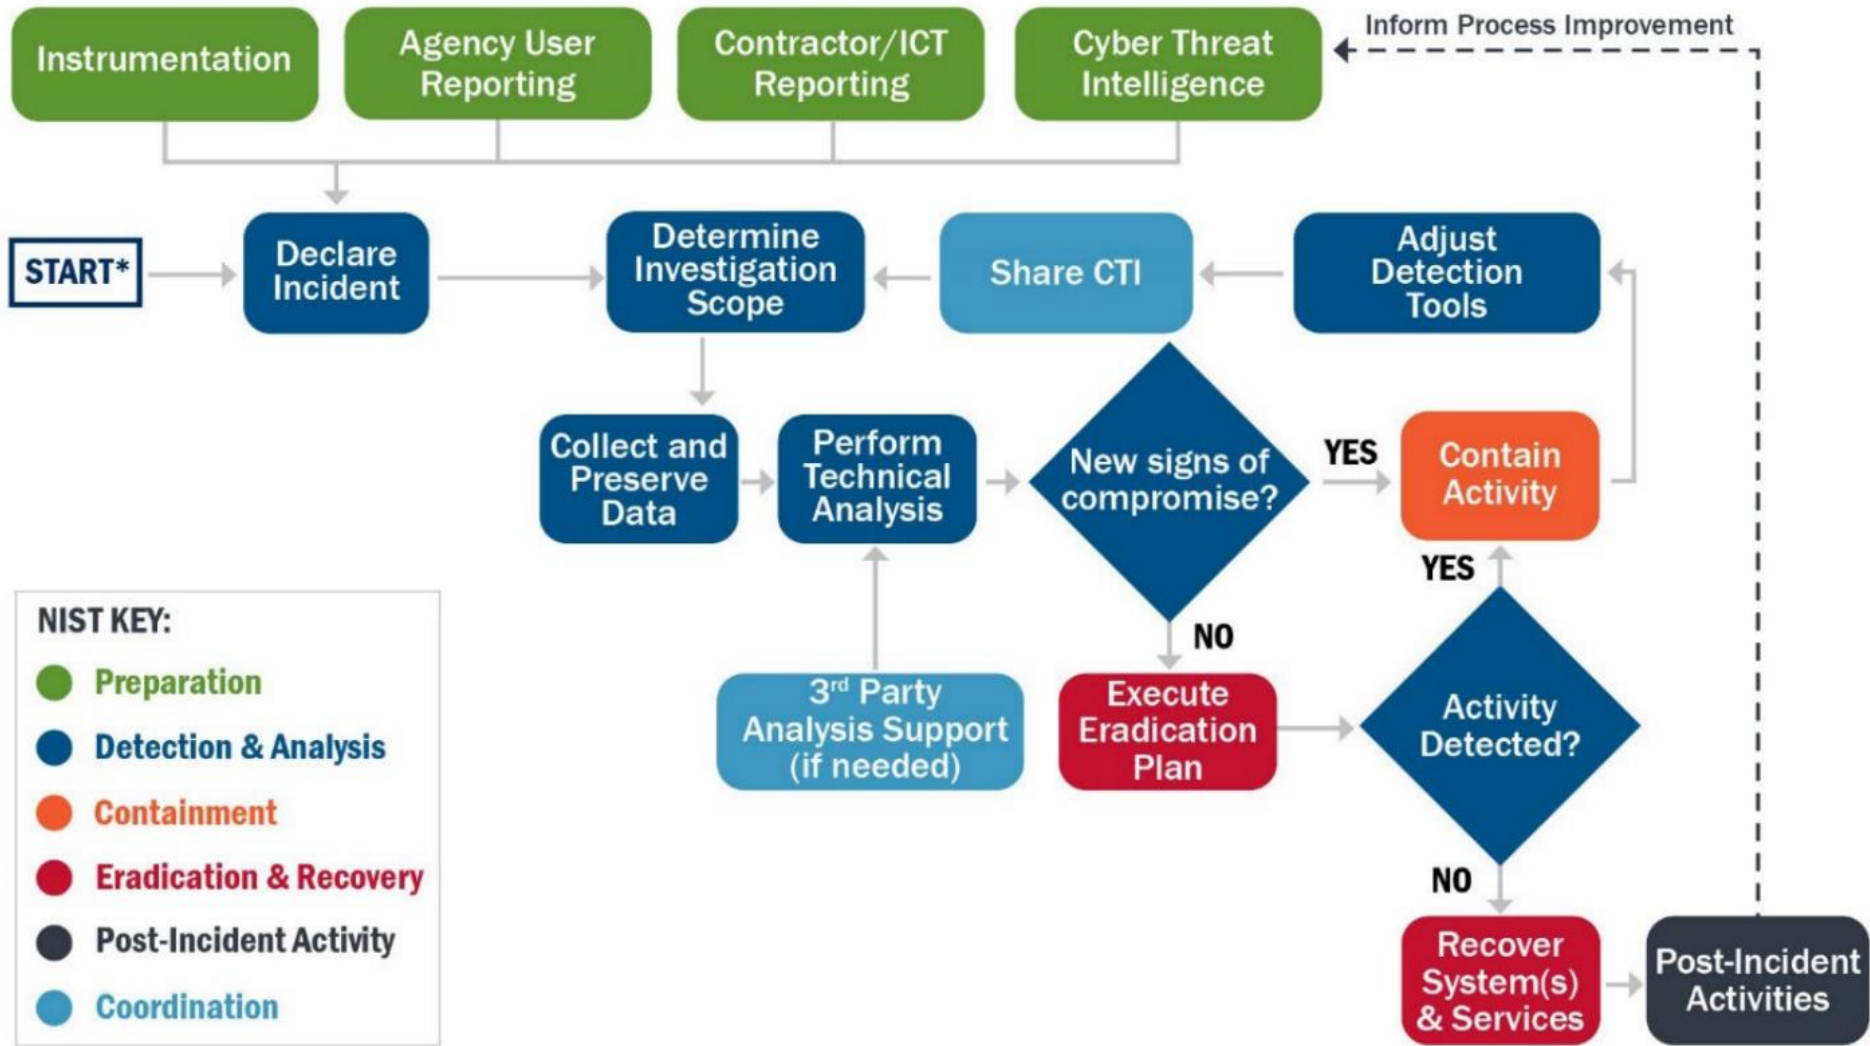 Instrumentation
Agency User
Reporting
Contractor/ICT
Reporting
Cyber Threat
Intelligence
Inform Process Improvement
START*
Declare
Incident
Determine
Investigation
Scope
Share CTI
Adjust
Detection
Tools
Collect and
Preserve
Data
Perform
Technical
Analysis
New signs of
compromise?
YES
Contain
Activity
YES
NO
3rd Party
Analysis Support
(if needed)
Execute
Eradication
Plan
Activity
Detected?
NO
Recover
System(s)
& Services
Post-Incident
Activities
NIST KEY:
Preparation
Detection & Analysis
Containment
Eradication & Recovery
Post-Incident Activity
Coordination